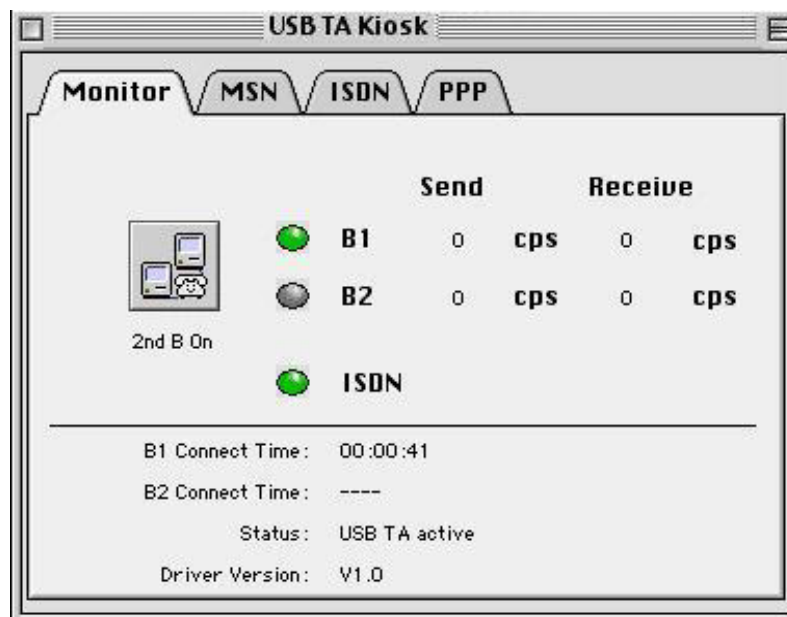 USB TA Kiosk
Monitor MSN ISDN PPP
Send Receive
B1 0 cps 0 cps
B2 0 cps 0 cps
2nd B On
ISDN
B1 Connect Time: 00:00:41
B2 Connect Time: ----
Status: USB TA active
Driver Version: V1.0